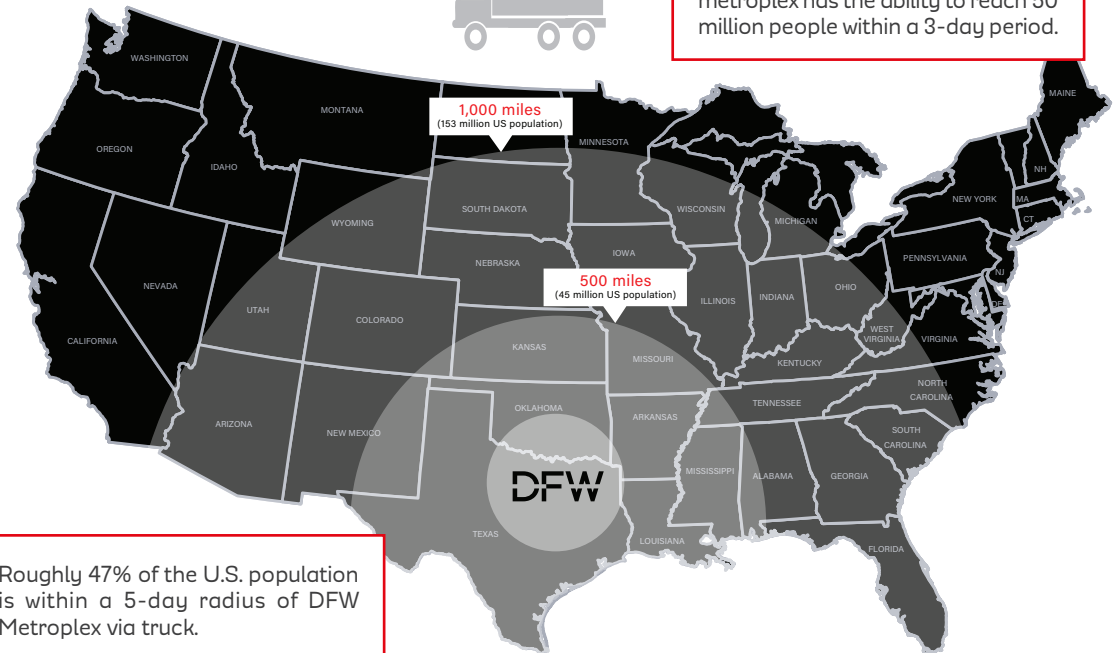 metroplex has the ability to reach 50
million people within a 3-day period.
WASHINGTON
MAINE
1,000 miles
(153 million US population)
MONTANA
MINNESOTA
OREGON
IDAHO
NH
NEW YORK
MA
WISCONSIN
SOUTH DAKOTA
CT
MICHIGAN
WYOMING
IOWA
PENNSYLVANIA
NEBRASKA
NJ
500 miles
(45 million US population)
NEVADA
OHIO
INDIANA
ILLINOIS
DE
UTAH
COLORADO
WEST
VIRGINIA
VIRGINIA
CALIFORNIA
KANSAS
MISSOURI
KENTUCKY
NORTH
CAROLINA
TENNESSEE
OKLAHOMA
ARKANSAS
ARIZONA
NEW MEXICO
SOUTH
CAROLINA
MISSISSIPPI
ALABAMA
GEORGIA
DFW
TEXAS
LOUISIANA
FLORIDA
Roughly 47% of the U.S. population
is within a 5-day radius of DFW
Metroplex via truck.